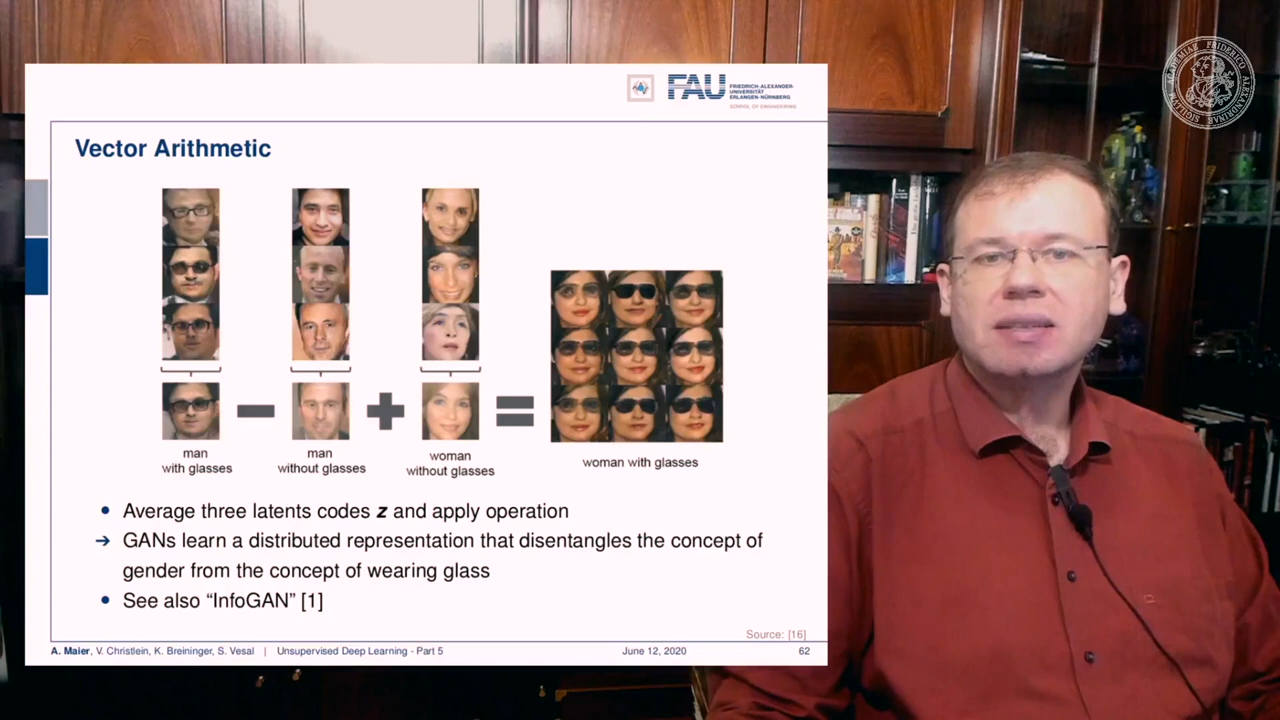 FAU
FRIEDRICH-ALEXANDER-
UNIVERSITÄT
ERLANGEN-NÜRNBERG
SCHOOL OF ENGINEERING
Vector Arithmetic
man
with glasses
man
without glasses
woman
without glasses
woman with glasses
• Average three latents codes z and apply operation
→ GANs learn a distributed representation that disentangles the concept of
gender from the concept of wearing glass
• See also “InfoGAN” [1]
Source: [16]
A. Maier, V. Christlein, K. Breininger, S. Vesal | Unsupervised Deep Learning - Part 5
June 12, 2020
62